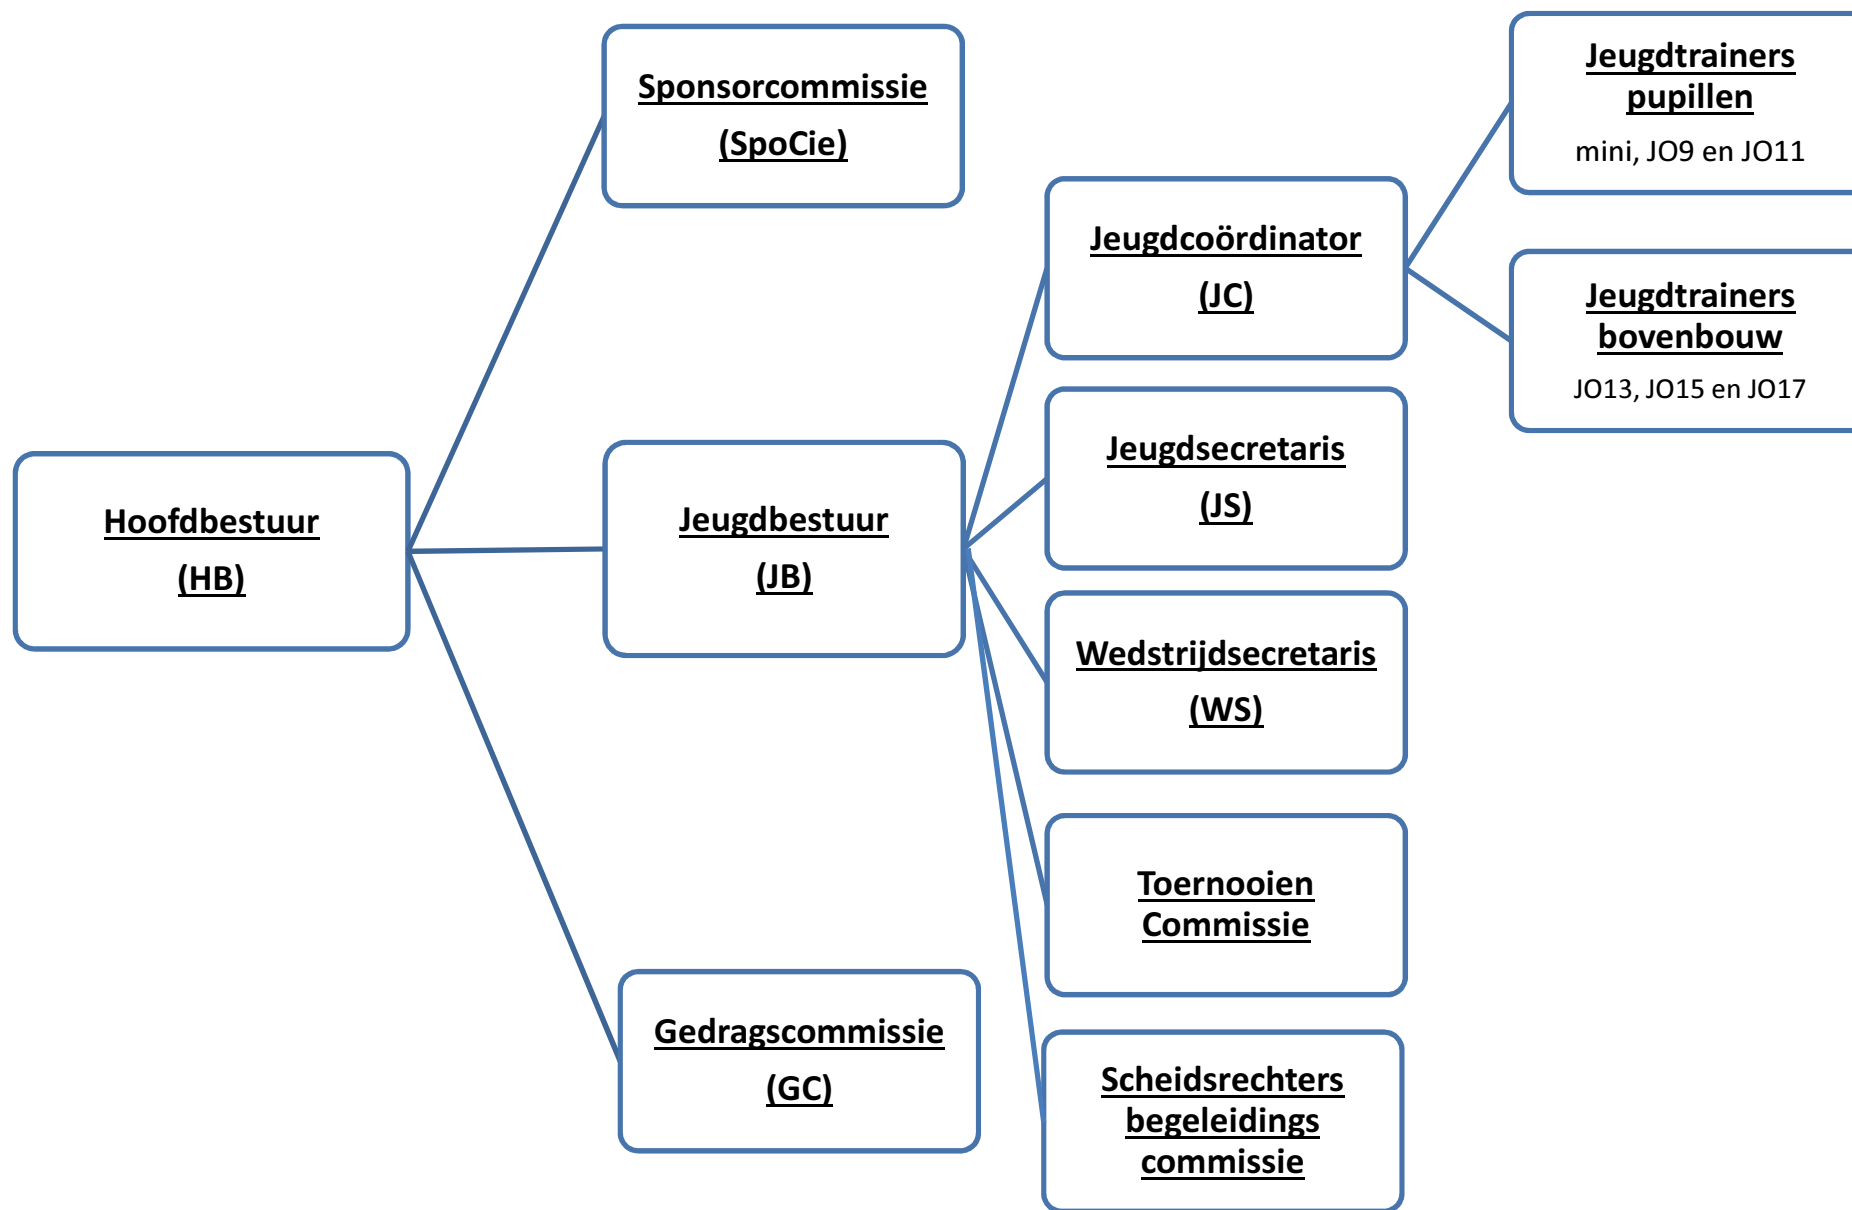 Sponsorcommissie
(SpoCie)
Jeugdtrainers
pupillen
mini, JO9 en JO11
Jeugdcoördinator
(JC)
Jeugdtrainers
bovenbouw
JO13, JO15 en JO17
Jeugdsecretaris
(JS)
Hoofdbestuur
(HB)
Jeugdbestuur
(JB)
Wedstrijdsecretaris
(WS)
Toernooien
Commissie
Gedragscommissie
(GC)
Scheidsrechters
begeleidings
commissie